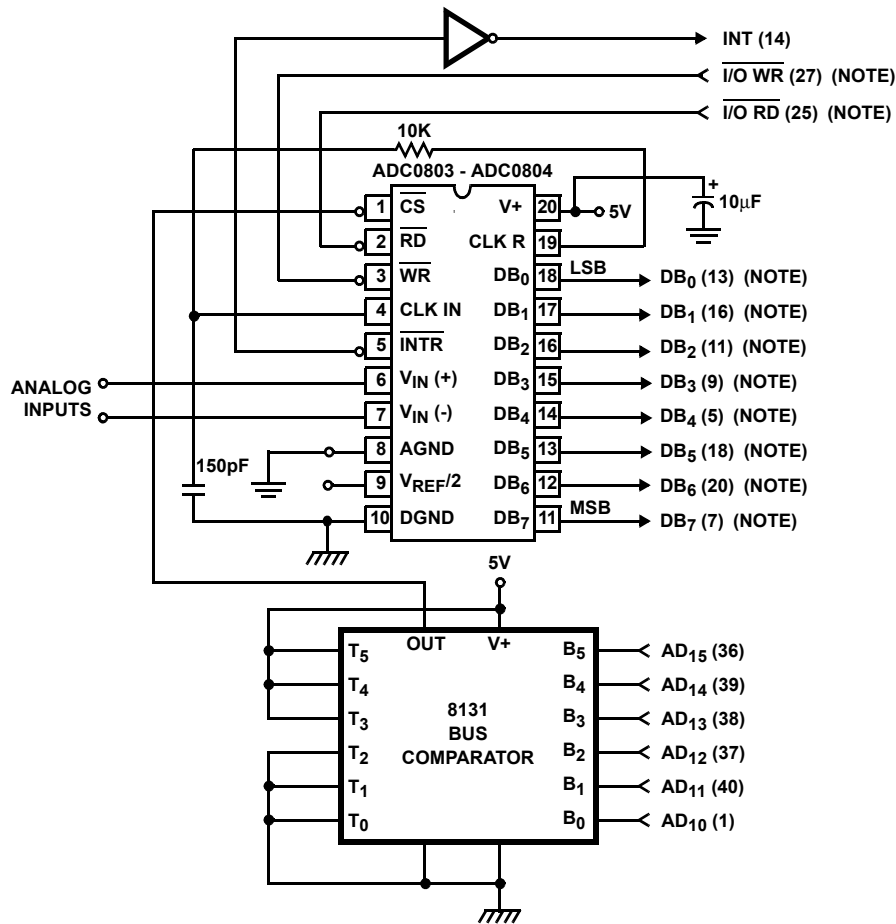 INT (14)
I/O WR (27) (NOTE)
I/O RD (25) (NOTE)
10K
ADC0803 - ADC0804
1 CS V+ 20 5V
+
10μF
2 RD CLK R 19
3 WR DB0 18 LSB DB0 (13) (NOTE)
4 CLK IN DB1 17 DB1 (16) (NOTE)
5 INTR DB2 16 DB2 (11) (NOTE)
ANALOG
INPUTS
6 VIN (+) DB3 15 DB3 (9) (NOTE)
7 VIN (-) DB4 14 DB4 (5) (NOTE)
8 AGND DB5 13 DB5 (18) (NOTE)
150pF
9 VREF/2 DB6 12 DB6 (20) (NOTE)
10 DGND DB7 11 MSB DB7 (7) (NOTE)
5V
OUT V+
T5 B5 AD15 (36)
T4 B4 AD14 (39)
T3 B3 AD13 (38)
8131
BUS
COMPARATOR
T2 B2 AD12 (37)
T1 B1 AD11 (40)
T0 B0 AD10 (1)